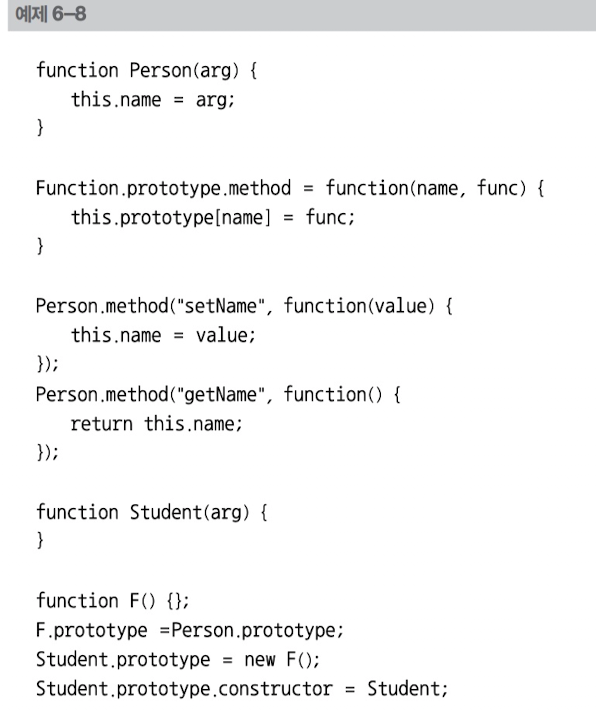 예제 6-8
function Person(arg) {
    this.name = arg;
}
Function.prototype.method = function(name, func) {
    this.prototype[name] = func;
}
Person.method("setName", function(value) {
    this.name = value;
});
Person.method("getName", function() {
    return this.name;
});
function Student(arg) {
}
function F() {};
F.prototype =Person.prototype;
Student.prototype = new F();
Student.prototype.constructor = Student;